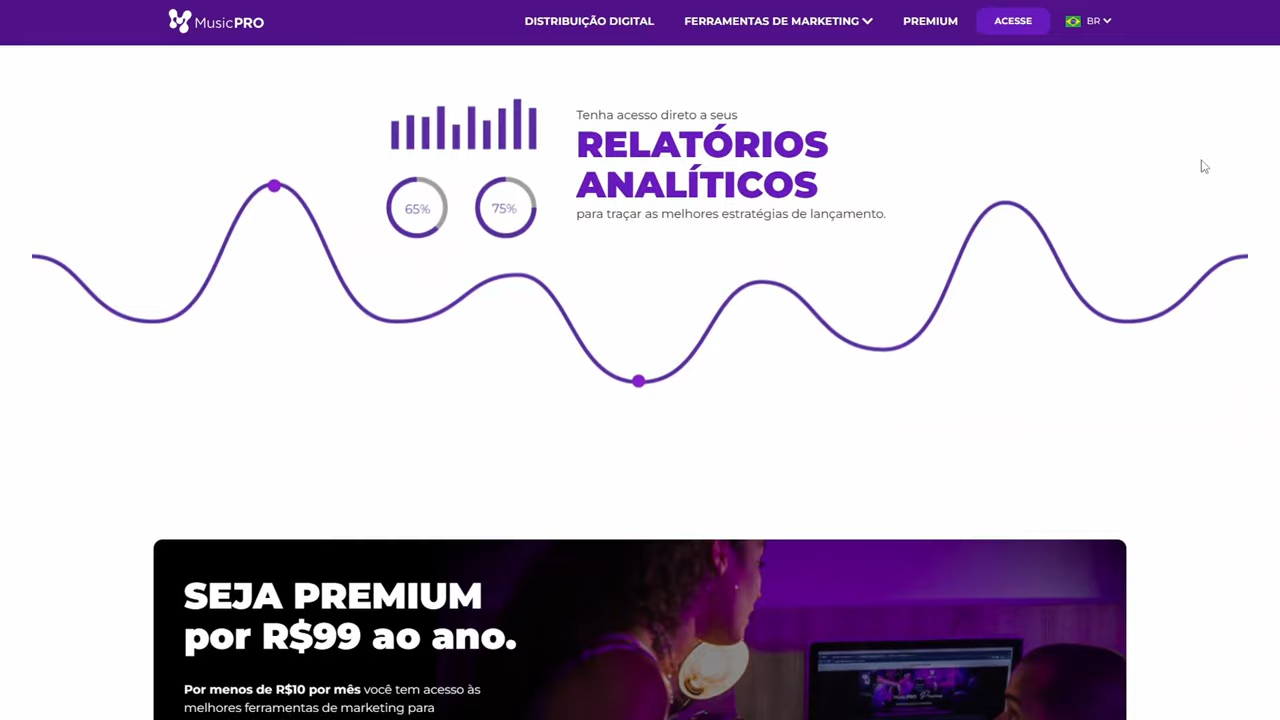 MusicPRO
DISTRIBUIÇÃO DIGITAL
FERRAMENTAS DE MARKETING
PREMIUM
ACESSE
BR
Tenha acesso direto a seus
RELATÓRIOS
ANALÍTICOS
para traçar as melhores estratégias de lançamento.
65%
75%
SEJA PREMIUM
por R$99 ao ano.
Por menos de R$10 por mês você tem acesso às
melhores ferramentas de marketing para